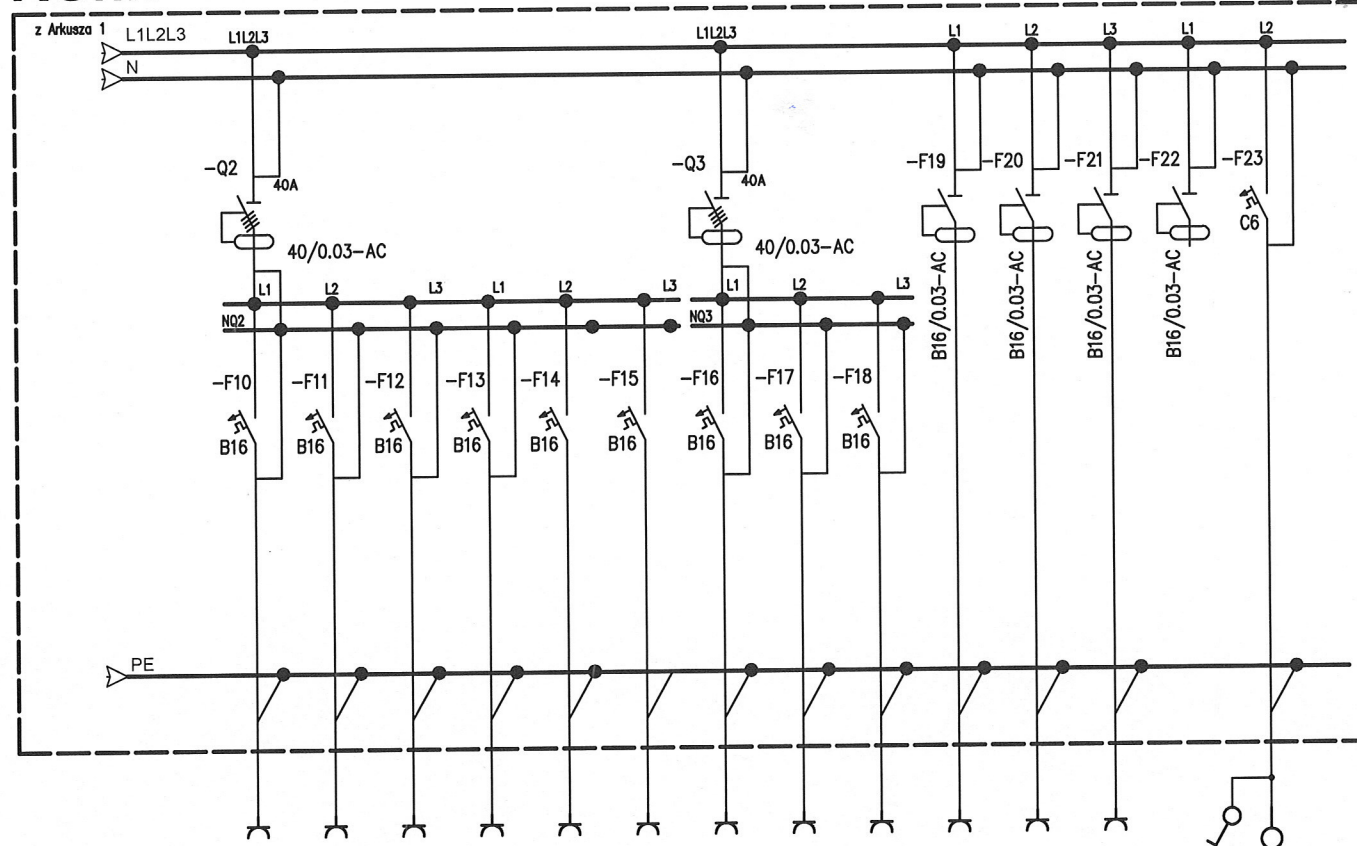 z Arkusza 1
L1L2L3
L1L2L3
L1L2L3
L1
L2
L3
L1
L2
N
-Q2
40A
-Q3
40A
-F19
-F20
-F21
-F22
-F23
C6
40/0.03-AC
40/0.03-AC
B16/0.03-AC
B16/0.03-AC
B16/0.03-AC
B16/0.03-AC
L1
L2
L3
L1
L2
L3
L1
L2
L3
NQ2
NQ3
-F10
-F11
-F12
-F13
-F14
-F15
-F16
-F17
-F18
B16
B16
B16
B16
B16
B16
B16
B16
B16
PE